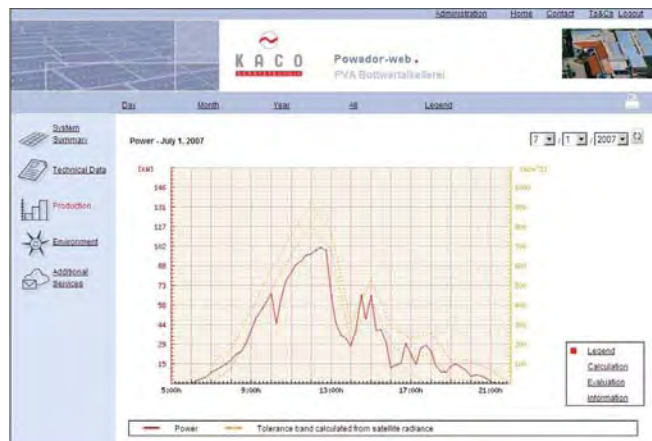 Administration Home Contact Ts&Cs Logout
KACO
GERÄTETECHNIK
Powador-web.
PVA Bottwartalkellerei
Day Month Year All Legend
System
Summary
Technical Data
Production
Environment
Additional
Services
Power - July 1, 2007
7 / 1 / 2007
[kW]
146
131
117
102
88
73
58
44
29
15
1000
900
800
700
600
500
400
300
200
100
5:00h 9:00h 13:00h 17:00h 21:00h
Legend
Calculation
Evaluation
Information
Power Tolerance band calculated from satellite radiance